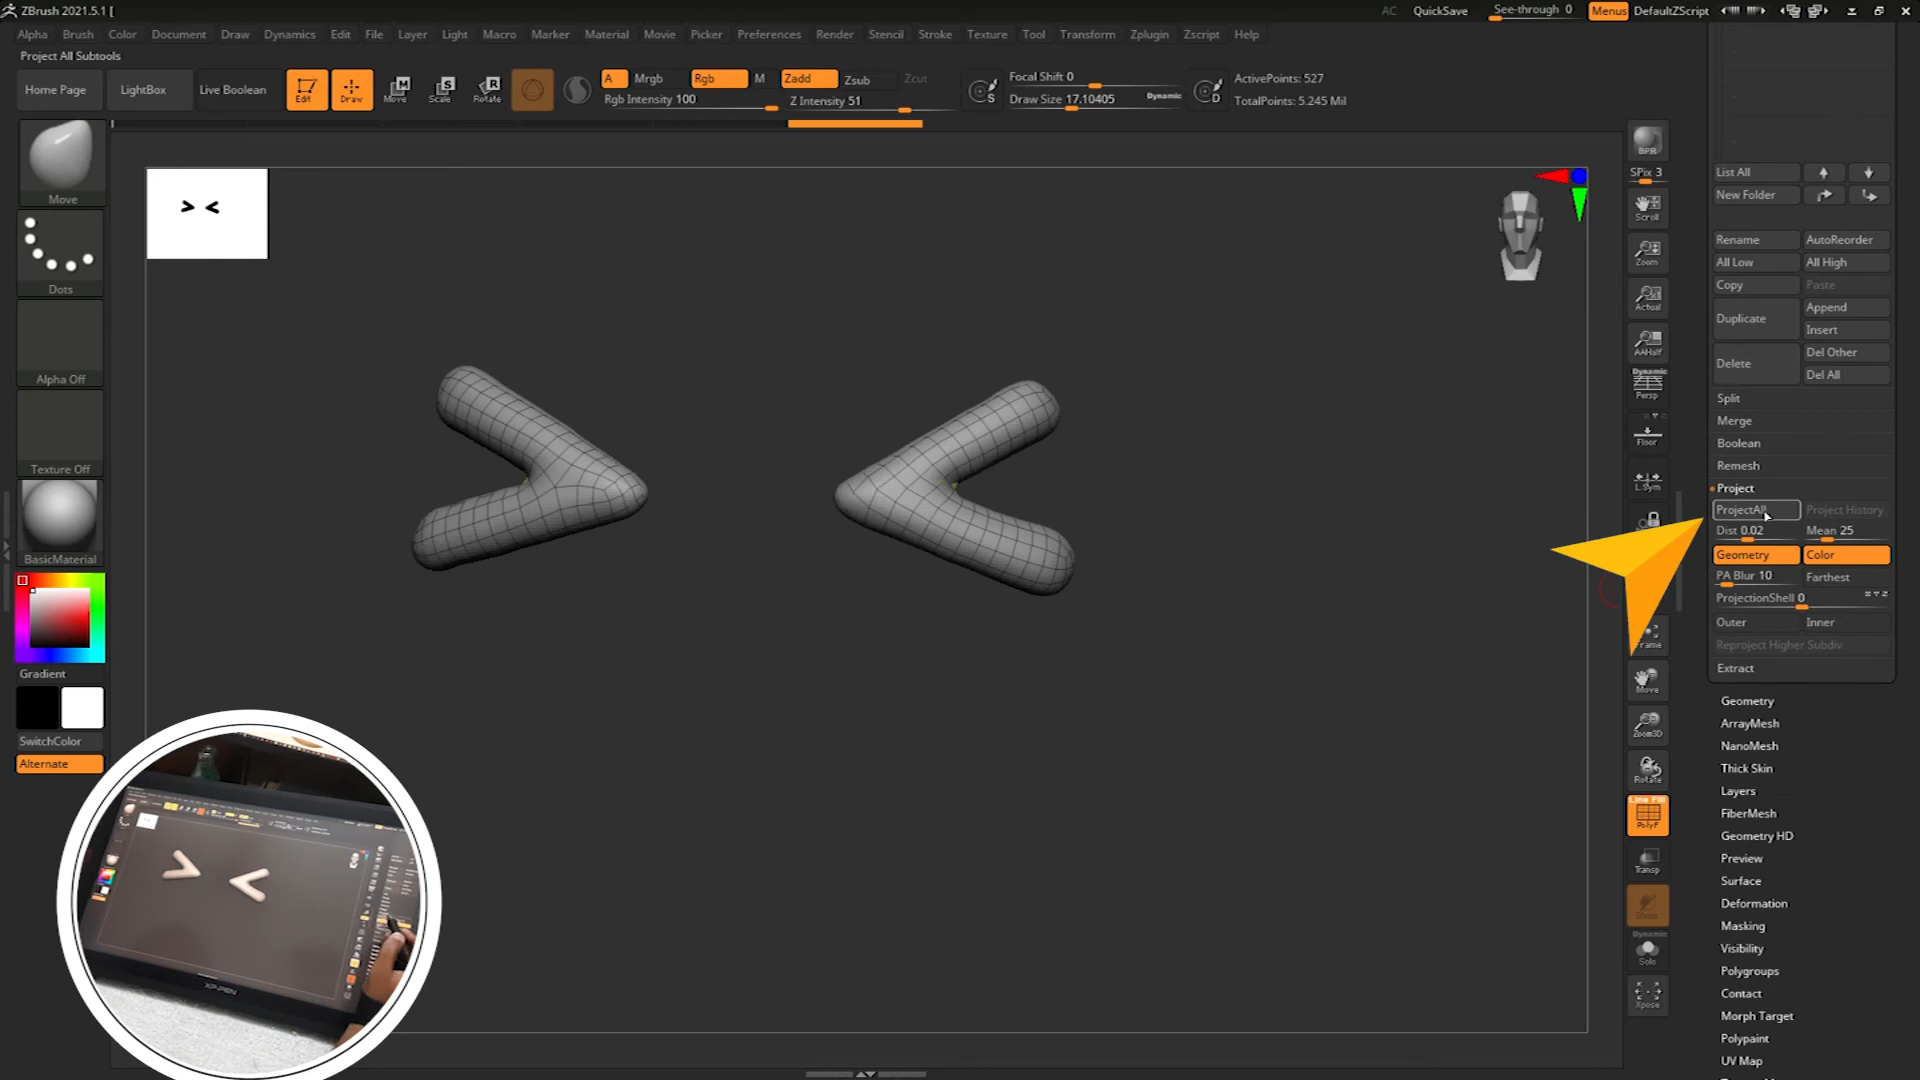 ZBrush 2021.5.1 [
AC QuickSave See-through 0 Menus DefaultZScript
Alpha Brush Color Document Draw Dynamics Edit File Layer Light Macro Marker Material Movie Picker Preferences Render Stencil Stroke Texture Tool Transform Zplugin Zscript Help
Project All Subtools
Home Page LightBox Live Boolean Edit Draw Move Scale Rotate
A Mrgb Rgb M Zadd Zsub Zcut
Rgb Intensity 100 Z Intensity 51
Focal Shift 0
Draw Size 17.10405 Dynamic
ActivePoints: 527
TotalPoints: 5.245 Mil
Move
Dots
Alpha Off
Texture Off
BasicMaterial
Gradient
SwitchColor
Alternate
> <
XP-PEN
BPR
SPix 3
Scroll
Zoom
Actual
AAHalf
Dynamic
Persp
Floor
L.Sym
Frame
Move
Zoom3D
Rotate
Line Fill
PolyF
Transp
Ghost
Dynamic
Solo
Xpose
List All
New Folder
Rename AutoReorder
All Low All High
Copy Paste
Duplicate Append
Insert
Delete Del Other
Del All
Split
Merge
Boolean
Remesh
Project
ProjectAll Project History
Dist 0.02 Mean 25
Geometry Color
PA Blur 10 Farthest
ProjectionShell 0
Outer Inner
Reproject Higher Subdiv
Extract
Geometry
ArrayMesh
NanoMesh
Thick Skin
Layers
FiberMesh
Geometry HD
Preview
Surface
Deformation
Masking
Visibility
Polygroups
Contact
Morph Target
Polypaint
UV Map